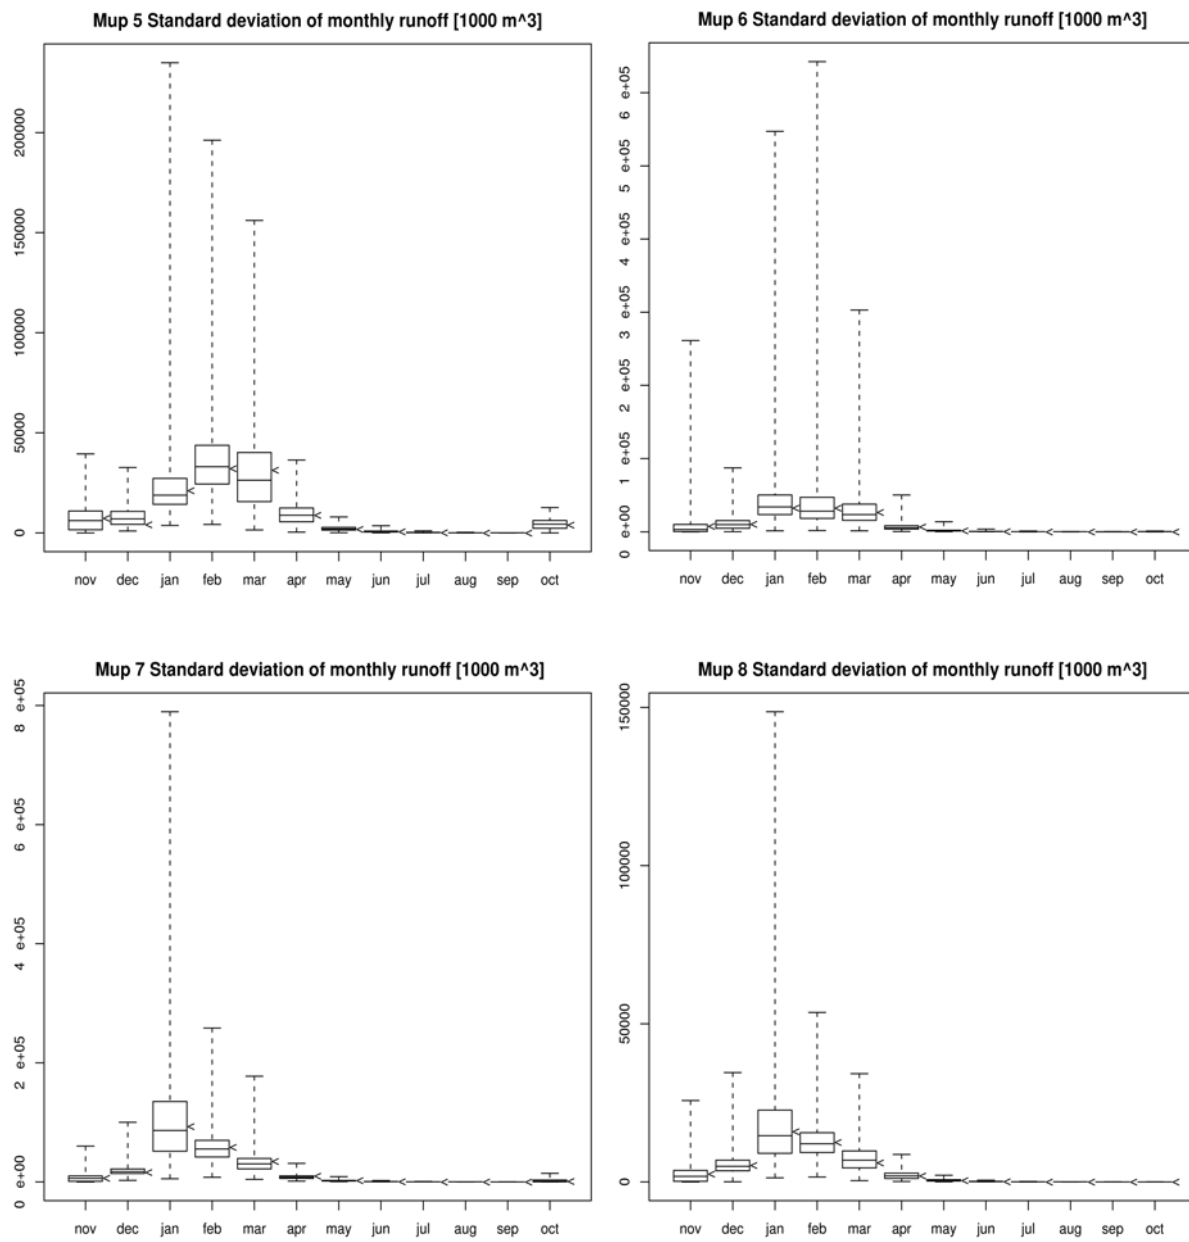 Mup 5 Standard deviation of monthly runoff [1000 m^3]
200000
150000
100000
50000
0
nov dec jan feb mar apr may jun jul aug sep oct
Mup 6 Standard deviation of monthly runoff [1000 m^3]
6 e+05
5 e+05
4 e+05
3 e+05
2 e+05
1 e+05
0 e+00
nov dec jan feb mar apr may jun jul aug sep oct
Mup 7 Standard deviation of monthly runoff [1000 m^3]
8 e+05
6 e+05
4 e+05
2 e+05
0 e+00
nov dec jan feb mar apr may jun jul aug sep oct
Mup 8 Standard deviation of monthly runoff [1000 m^3]
150000
100000
50000
0
nov dec jan feb mar apr may jun jul aug sep oct